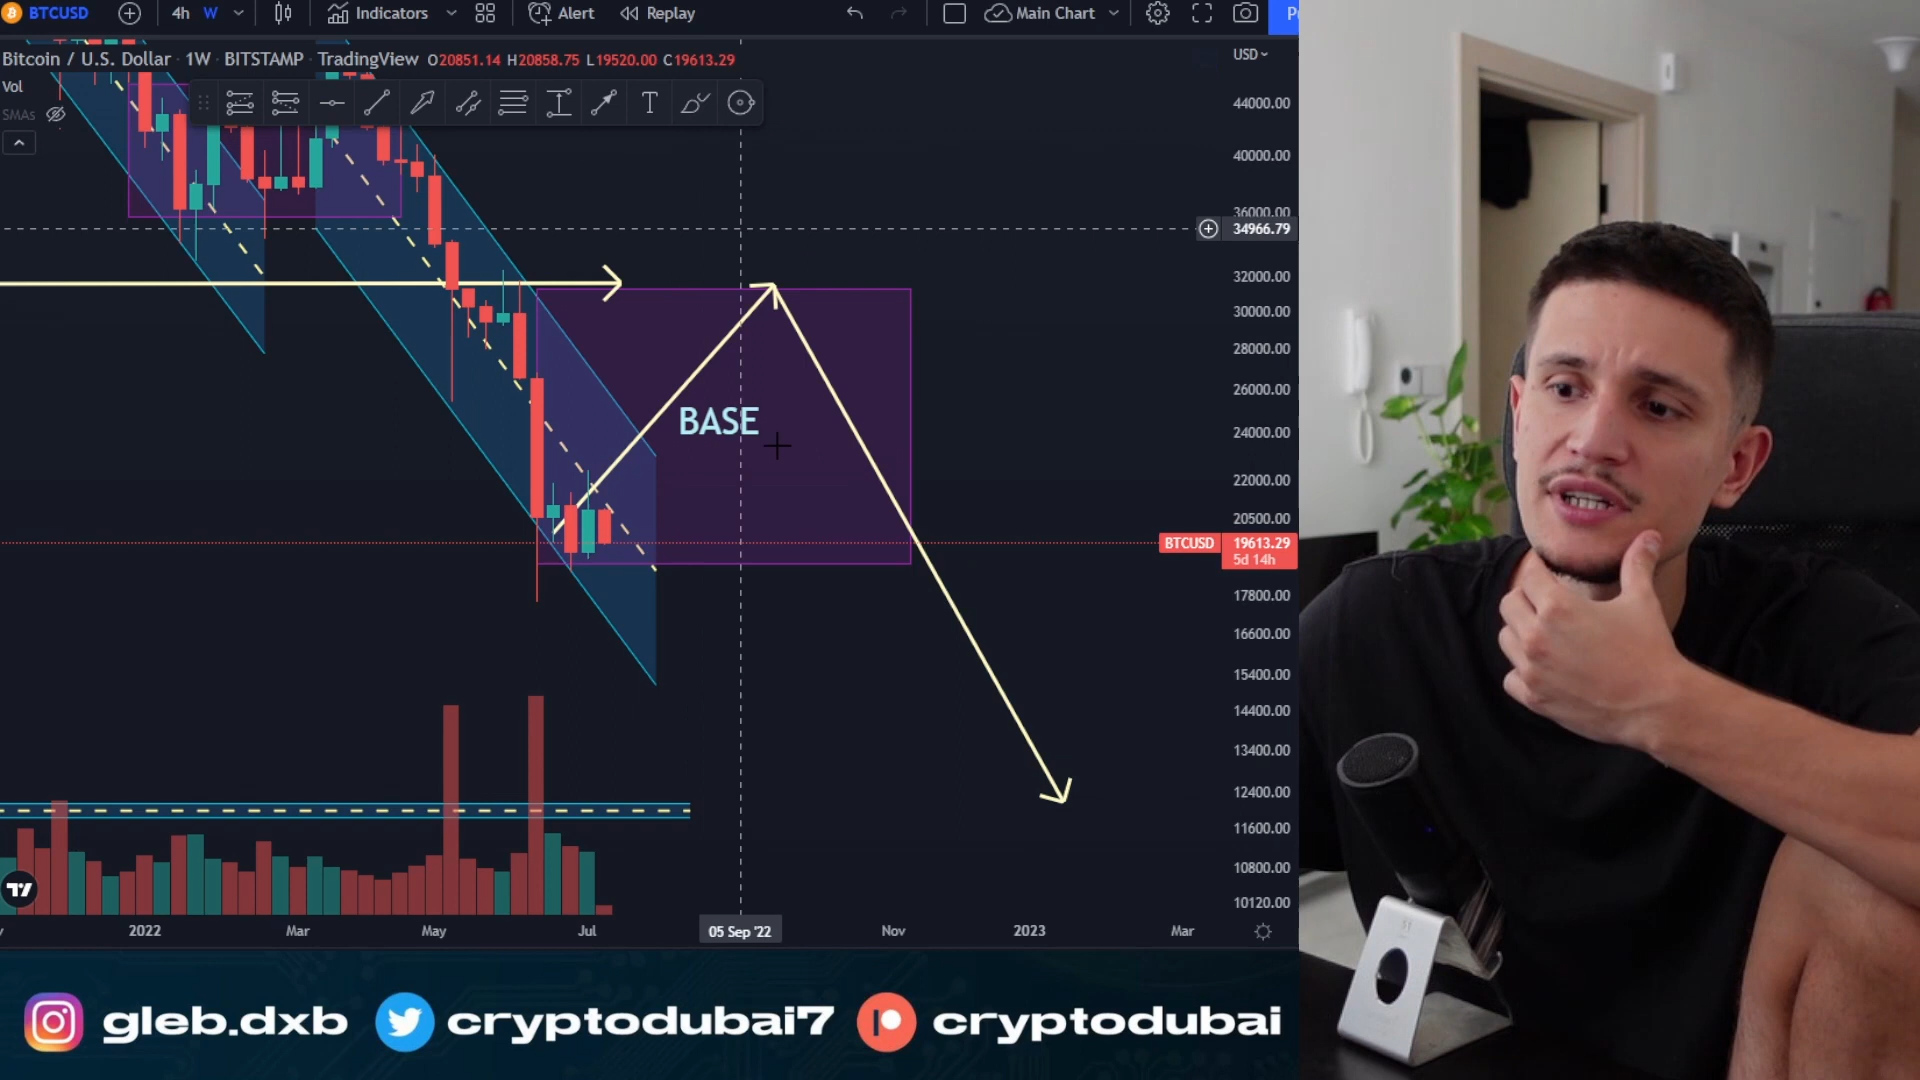 BTCUSD 4h W Indicators Alert Replay Main Chart P
Bitcoin / U.S. Dollar · 1W · BITSTAMP · TradingView O20851.14 H20858.75 L19520.00 C19613.29
USD
Vol
SMAs
T
44000.00
40000.00
36000.00
34966.79
32000.00
30000.00
28000.00
26000.00
BASE
24000.00
22000.00
20500.00
BTCUSD 19613.29
5d 14h
17800.00
16600.00
15400.00
14400.00
13400.00
12400.00
11600.00
10800.00
10120.00
2022 Mar May Jul 05 Sep '22 Nov 2023 Mar
gleb.dxb cryptodubai7 cryptodubai